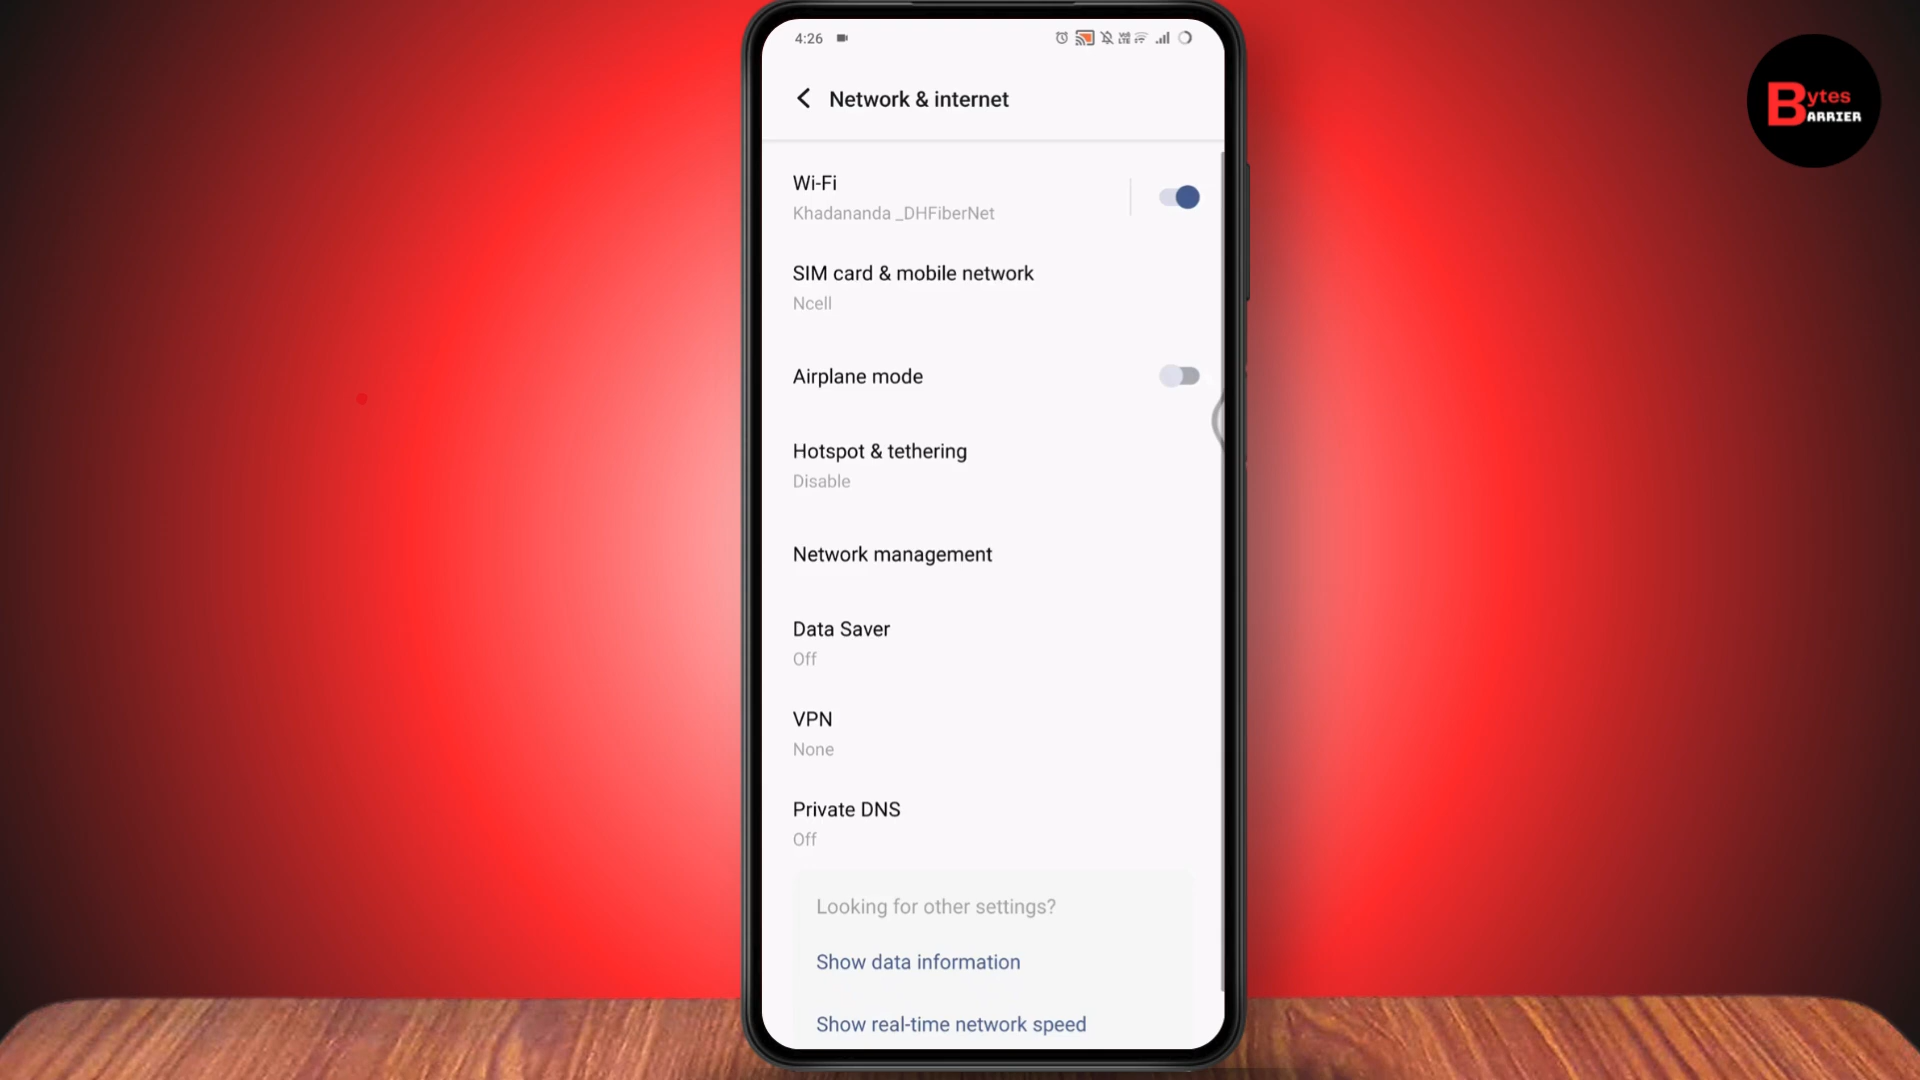 4:26
Network & internet
Wi-Fi
Khadananda _DHFiberNet
SIM card & mobile network
Ncell
Airplane mode
Hotspot & tethering
Disable
Network management
Data Saver
Off
VPN
None
Private DNS
Off
Looking for other settings?
Show data information
Show real-time network speed
Bytes
BARRIER